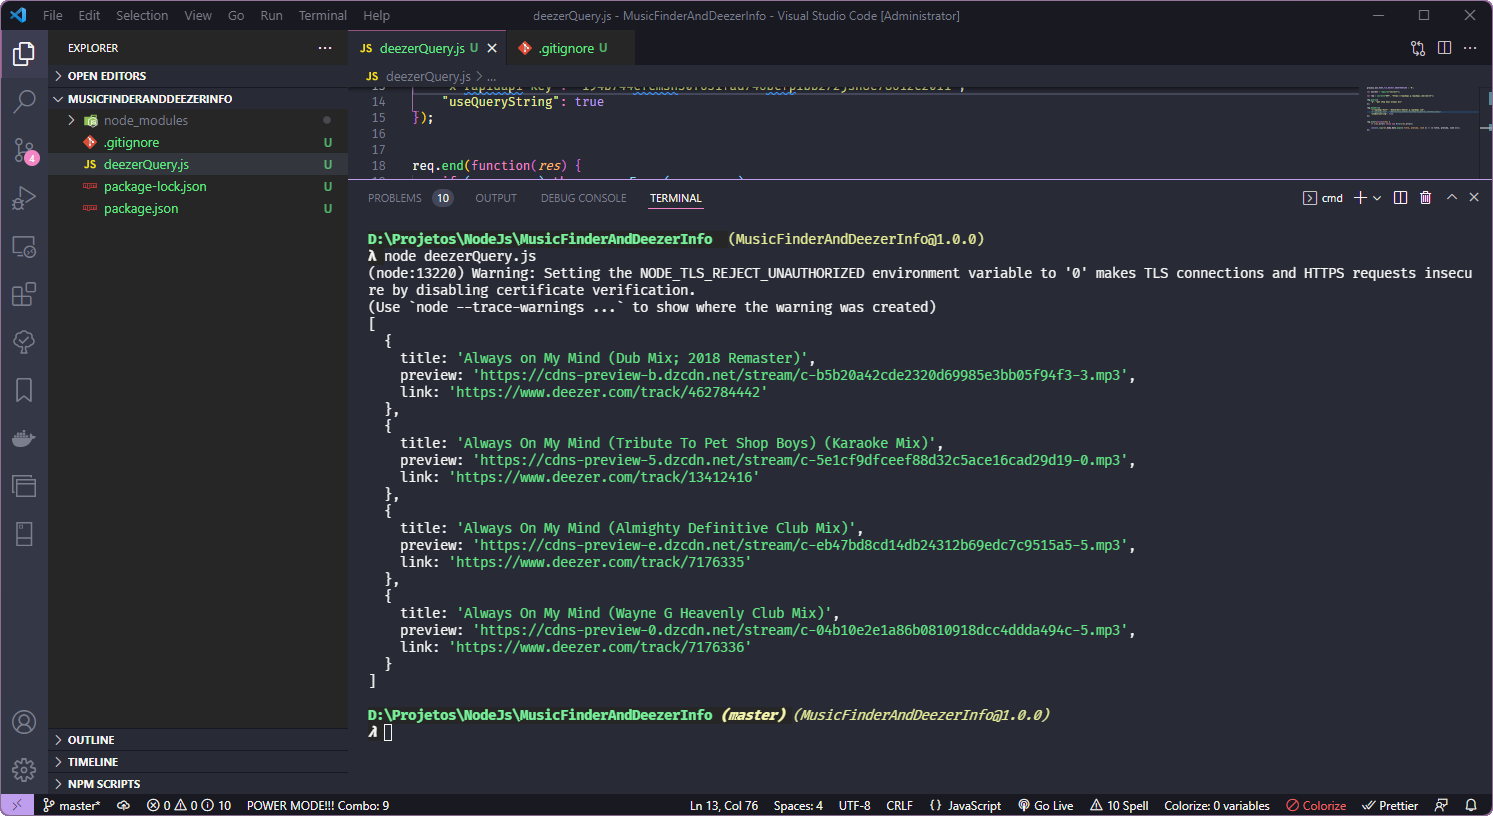 File Edit Selection View Go Run Terminal Help
deezerQuery.js - MusicFinderAndDeezerInfo - Visual Studio Code [Administrator]
EXPLORER
OPEN EDITORS
MUSICFINDERANDDEEZERINFO
node_modules
.gitignore U
JS deezerQuery.js U
package-lock.json U
package.json U
4
OUTLINE
TIMELINE
NPM SCRIPTS
JS deezerQuery.js U
.gitignore U
JS deezerQuery.js > ...
14 "useQueryString": true
15 });
16
17
18 req.end(function(res) {
PROBLEMS 10 OUTPUT DEBUG CONSOLE TERMINAL
cmd
D:\Projetos\NodeJs\MusicFinderAndDeezerInfo (MusicFinderAndDeezerInfo@1.0.0)
λ node deezerQuery.js
(node:13220) Warning: Setting the NODE_TLS_REJECT_UNAUTHORIZED environment variable to '0' makes TLS connections and HTTPS requests insecu
re by disabling certificate verification.
(Use `node --trace-warnings ...` to show where the warning was created)
[
{
title: 'Always on My Mind (Dub Mix; 2018 Remaster)',
preview: 'https://cdns-preview-b.dzcdn.net/stream/c-b5b20a42cde2320d69985e3bb05f94f3-3.mp3',
link: 'https://www.deezer.com/track/462784442'
},
{
title: 'Always On My Mind (Tribute To Pet Shop Boys) (Karaoke Mix)',
preview: 'https://cdns-preview-5.dzcdn.net/stream/c-5e1cf9dfceef88d32c5ace16cad29d19-0.mp3',
link: 'https://www.deezer.com/track/13412416'
},
{
title: 'Always On My Mind (Almighty Definitive Club Mix)',
preview: 'https://cdns-preview-e.dzcdn.net/stream/c-eb47bd8cd14db24312b69edc7c9515a5-5.mp3',
link: 'https://www.deezer.com/track/7176335'
},
{
title: 'Always On My Mind (Wayne G Heavenly Club Mix)',
preview: 'https://cdns-preview-0.dzcdn.net/stream/c-04b10e2e1a86b0810918dcc4ddda494c-5.mp3',
link: 'https://www.deezer.com/track/7176336'
}
]
D:\Projetos\NodeJs\MusicFinderAndDeezerInfo (master) (MusicFinderAndDeezerInfo@1.0.0)
λ
master* 0 0 10 POWER MODE!!! Combo: 9 Ln 13, Col 76 Spaces: 4 UTF-8 CRLF {} JavaScript Go Live 10 Spell Colorize: 0 variables Colorize Prettier